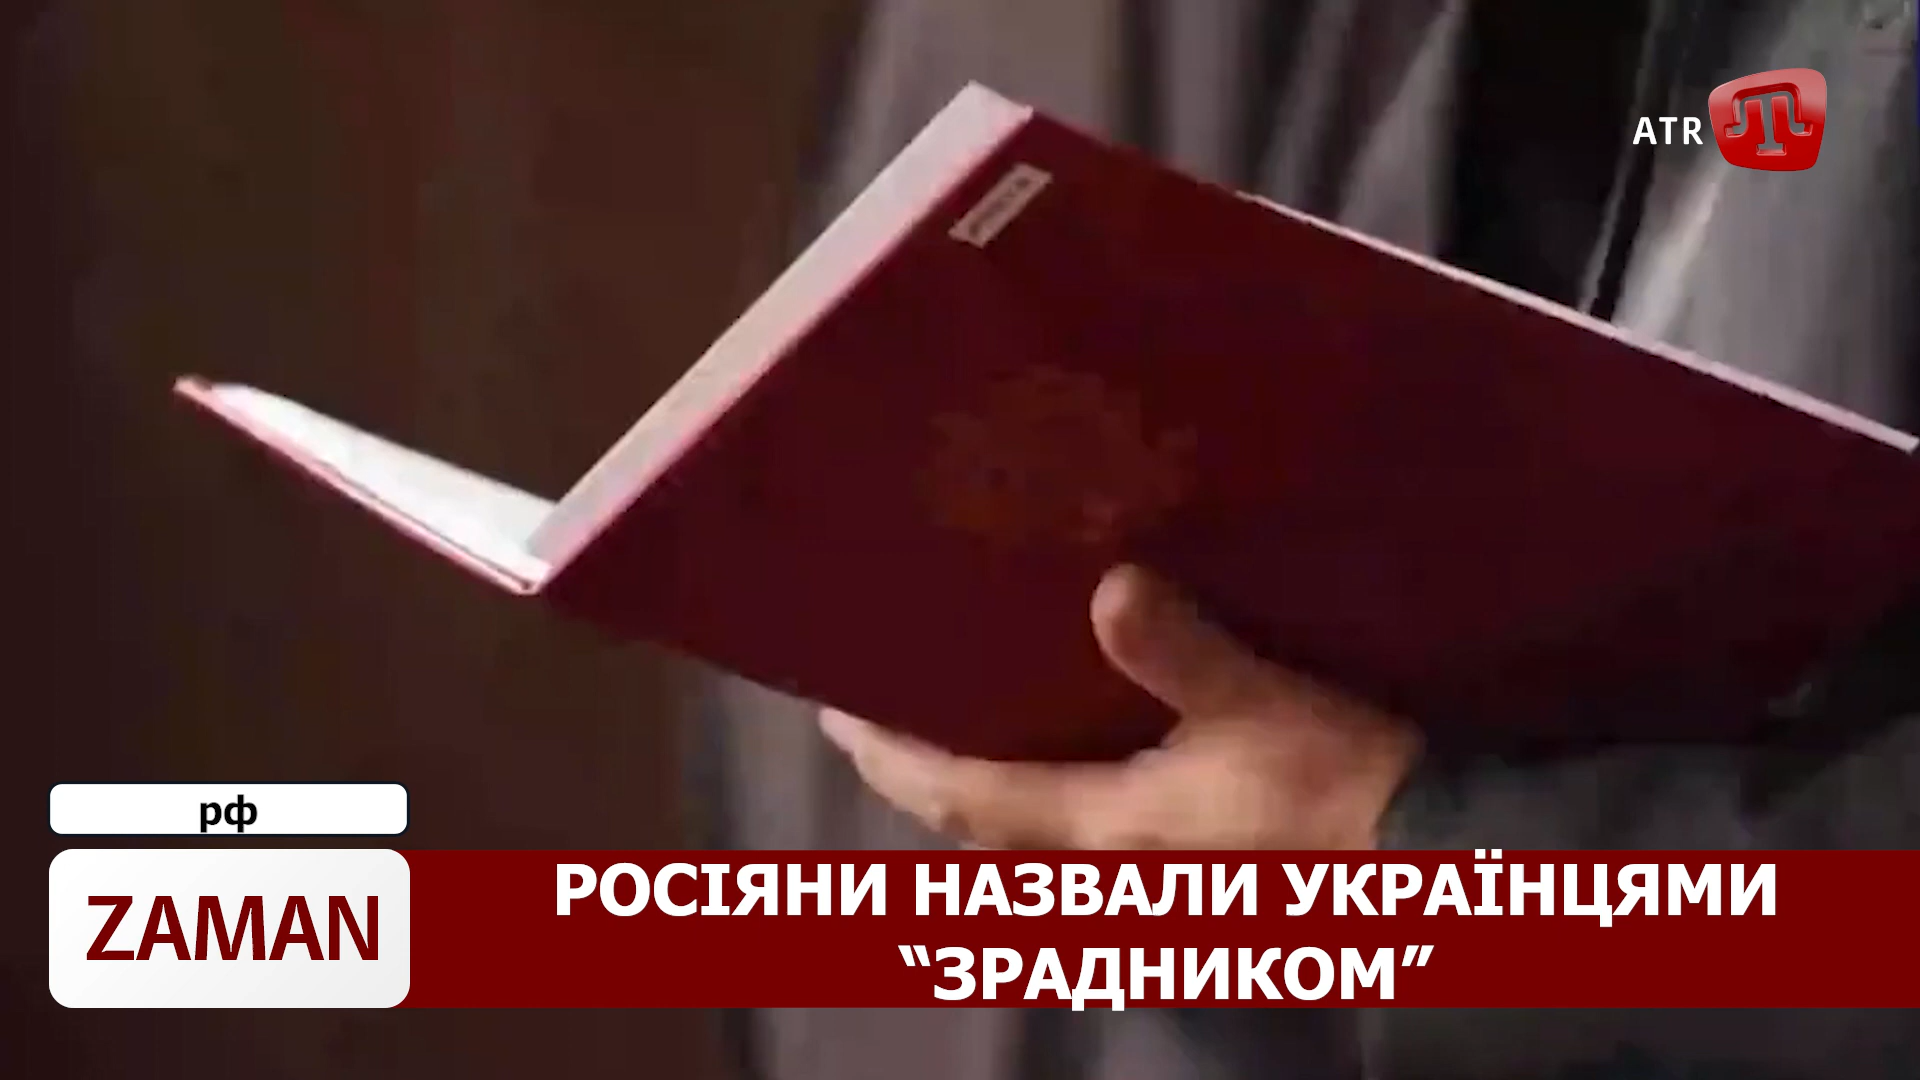 ATR
рф
ZAMAN
РОСІЯНИ НАЗВАЛИ УКРАЇНЦЯМИ
“ЗРАДНИКОМ”